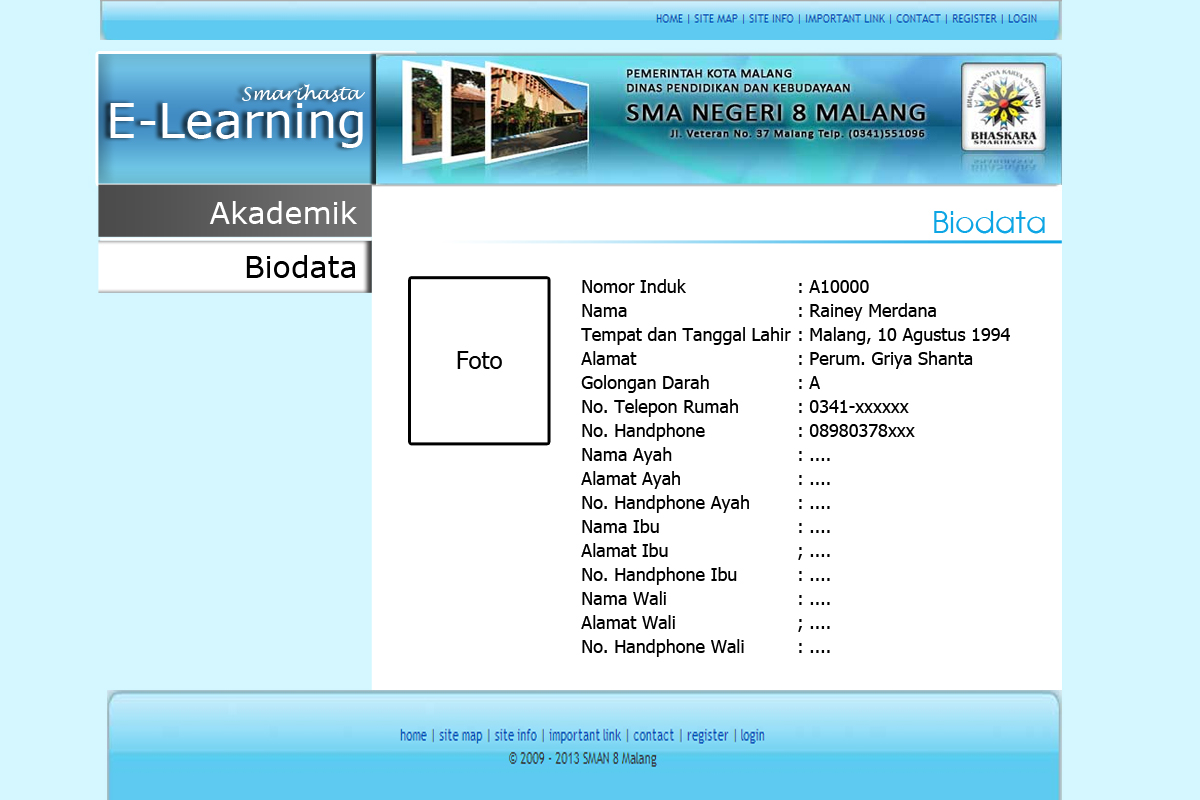 HOME | SITE MAP | SITE INFO | IMPORTANT LINK | CONTACT | REGISTER | LOGIN
Smarihasta
E-Learning
PEMERINTAH KOTA MALANG
DINAS PENDIDIKAN DAN KEBUDAYAAN
SMA NEGERI 8 MALANG
Jl. Veteran No. 37 Malang Telp. (0341)551096
BHASKARA
SMARIHASTA
Akademik
Biodata
Biodata
Foto
Nomor Induk : A10000
Nama : Rainey Merdana
Tempat dan Tanggal Lahir : Malang, 10 Agustus 1994
Alamat : Perum. Griya Shanta
Golongan Darah : A
No. Telepon Rumah : 0341-xxxxxx
No. Handphone : 08980378xxx
Nama Ayah : ....
Alamat Ayah : ....
No. Handphone Ayah : ....
Nama Ibu : ....
Alamat Ibu ; ....
No. Handphone Ibu : ....
Nama Wali : ....
Alamat Wali ; ....
No. Handphone Wali : ....
home | site map | site info | important link | contact | register | login
© 2009 - 2013 SMAN 8 Malang